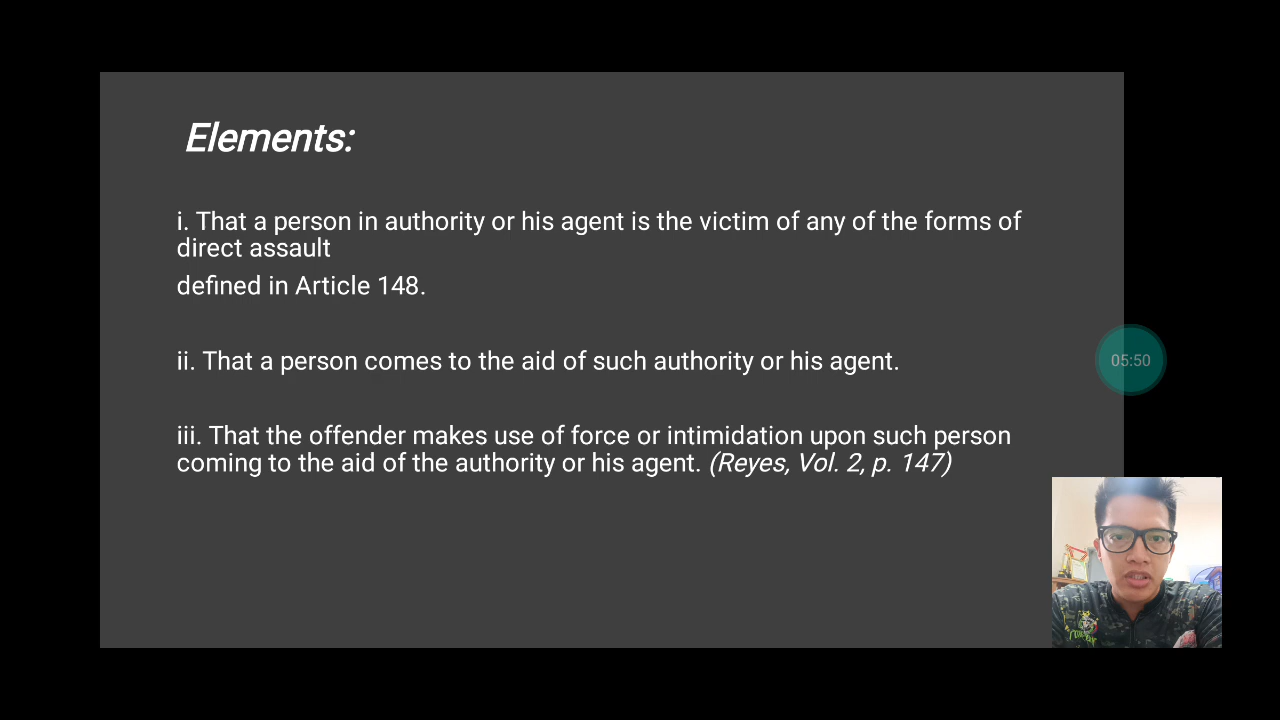 Elements:
i. That a person in authority or his agent is the victim of any of the forms of
direct assault
defined in Article 148.
ii. That a person comes to the aid of such authority or his agent.
iii. That the offender makes use of force or intimidation upon such person
coming to the aid of the authority or his agent. (Reyes, Vol. 2, p. 147)
05:50